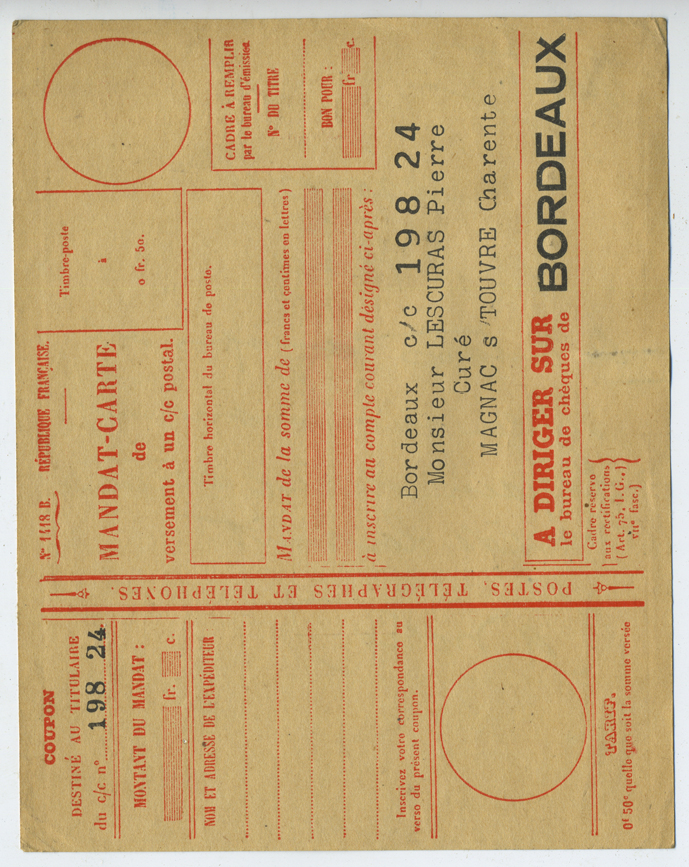 COUPON
DESTINÉ AU TITULAIRE
du c/c n° 198 24
MONTANT DU MANDAT :
fr. c.
NOM ET ADRESSE DE L'EXPÉDITEUR
Inscrivez votre correspondance au
verso du présent coupon.
TARIF.
0f 50c quelle que soit la somme versée
POSTES, TÉLÉGRAPHES ET TÉLÉPHONES.
N° 1418 B. RÉPUBLIQUE FRANÇAISE.
MANDAT-CARTE
de
versement à un c/c postal.
Timbre-poste
à
0 fr. 50.
Timbre horizontal du bureau de poste.
CADRE À REMPLIR
par le bureau d'émission
N° DU TITRE
BON POUR :
fr c.
MANDAT de la somme de (francs et centimes en lettres)
à inscrire au compte courant désigné ci-après :
Bordeaux c/c 198 24
Monsieur LESCURAS Pierre
Curé
MAGNAC s/TOUVRE Charente
A DIRIGER SUR
le bureau de chèques de BORDEAUX
Cadre réservé
aux rectifications
(Art. 75, I. G.,
VIIe fasc.)